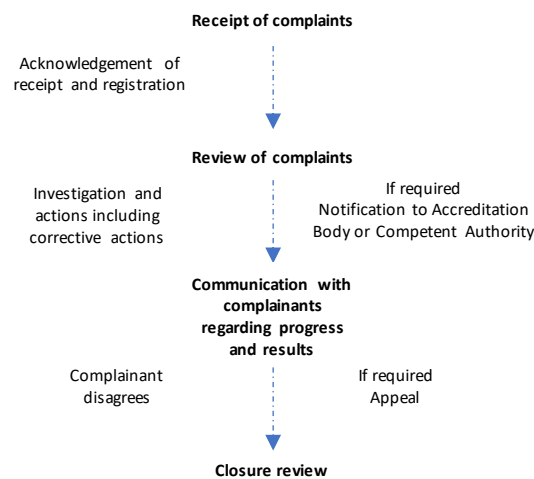 Receipt of complaints
Acknowledgement of
receipt and registration
Review of complaints
Investigation and
actions including
corrective actions
If required
Notification to Accreditation
Body or Competent Authority
Communication with
complainants
regarding progress
and results
Complainant
disagrees
If required
Appeal
Closure review